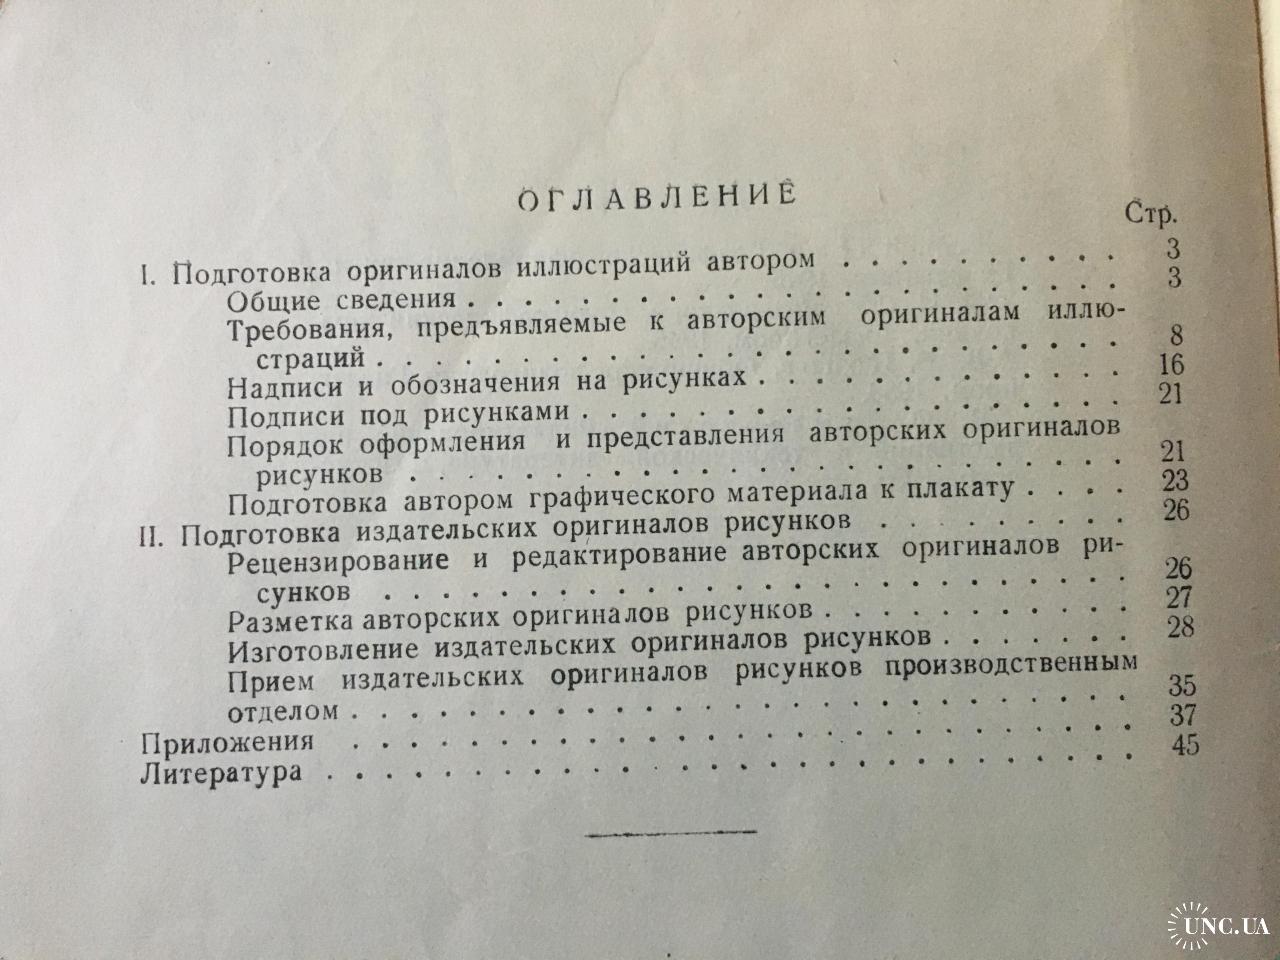 ОГЛАВЛЕНИЕ
Стр.
I. Подготовка оригиналов иллюстраций автором . . . . . . . . . . 3
Общие сведения . . . . . . . . . . . . . . . . . . . . . . 3
Требования, предъявляемые к авторским оригиналам иллю-
страций . . . . . . . . . . . . . . . . . . . . . . . . . 8
Надписи и обозначения на рисунках . . . . . . . . . . . . . 16
Подписи под рисунками . . . . . . . . . . . . . . . . . . 21
Порядок оформления и представления авторских оригиналов
рисунков . . . . . . . . . . . . . . . . . . . . . . . . 21
Подготовка автором графического материала к плакату . . . . 23
II. Подготовка издательских оригиналов рисунков . . . . . . . . . 26
Рецензирование и редактирование авторских оригиналов ри-
сунков . . . . . . . . . . . . . . . . . . . . . . . . . 26
Разметка авторских оригиналов рисунков . . . . . . . . . . . 27
Изготовление издательских оригиналов рисунков . . . . . . . 28
Прием издательских оригиналов рисунков производственным
отделом . . . . . . . . . . . . . . . . . . . . . . . . . 35
Приложения . . . . . . . . . . . . . . . . . . . . . . . . . . 37
Литература . . . . . . . . . . . . . . . . . . . . . . . . . . . 45
UNC.UA